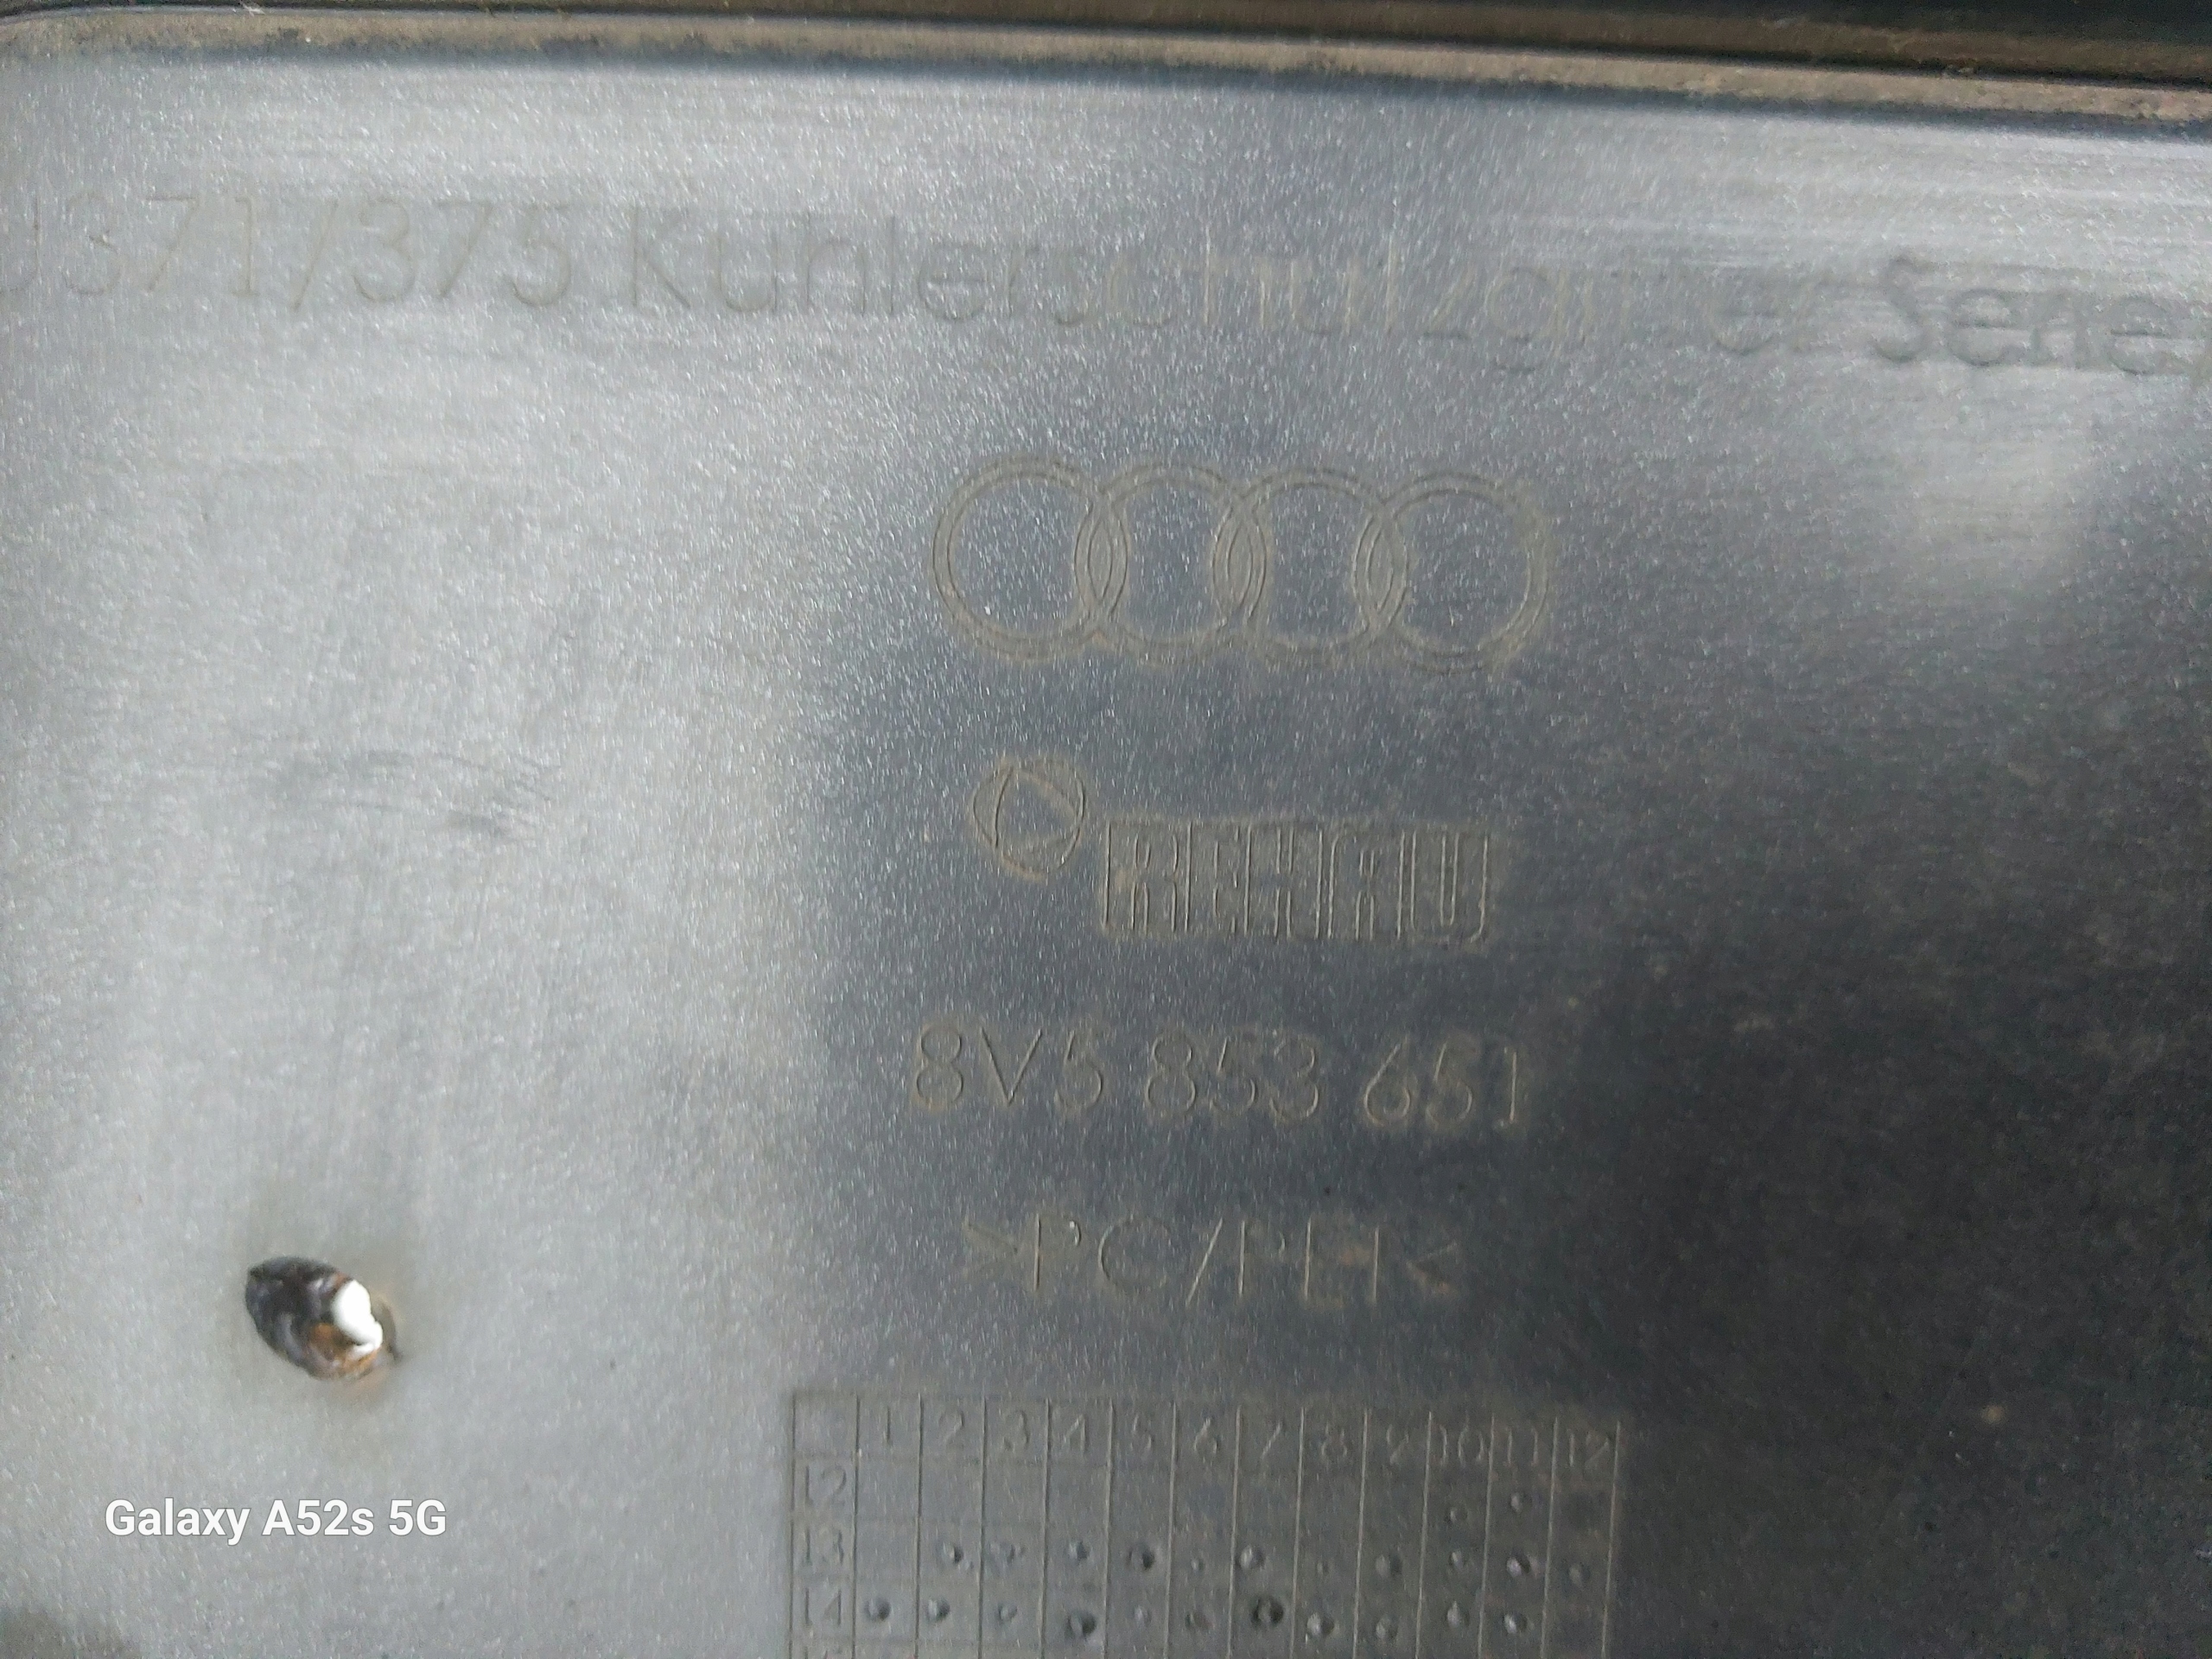 371/375 Kühlerschutzgitter Serie
REHAU
8V5 853 651
>PC/PET<
1 2 3 4 5 6 7 8 9 10 11 12
12
13
14
Galaxy A52s 5G